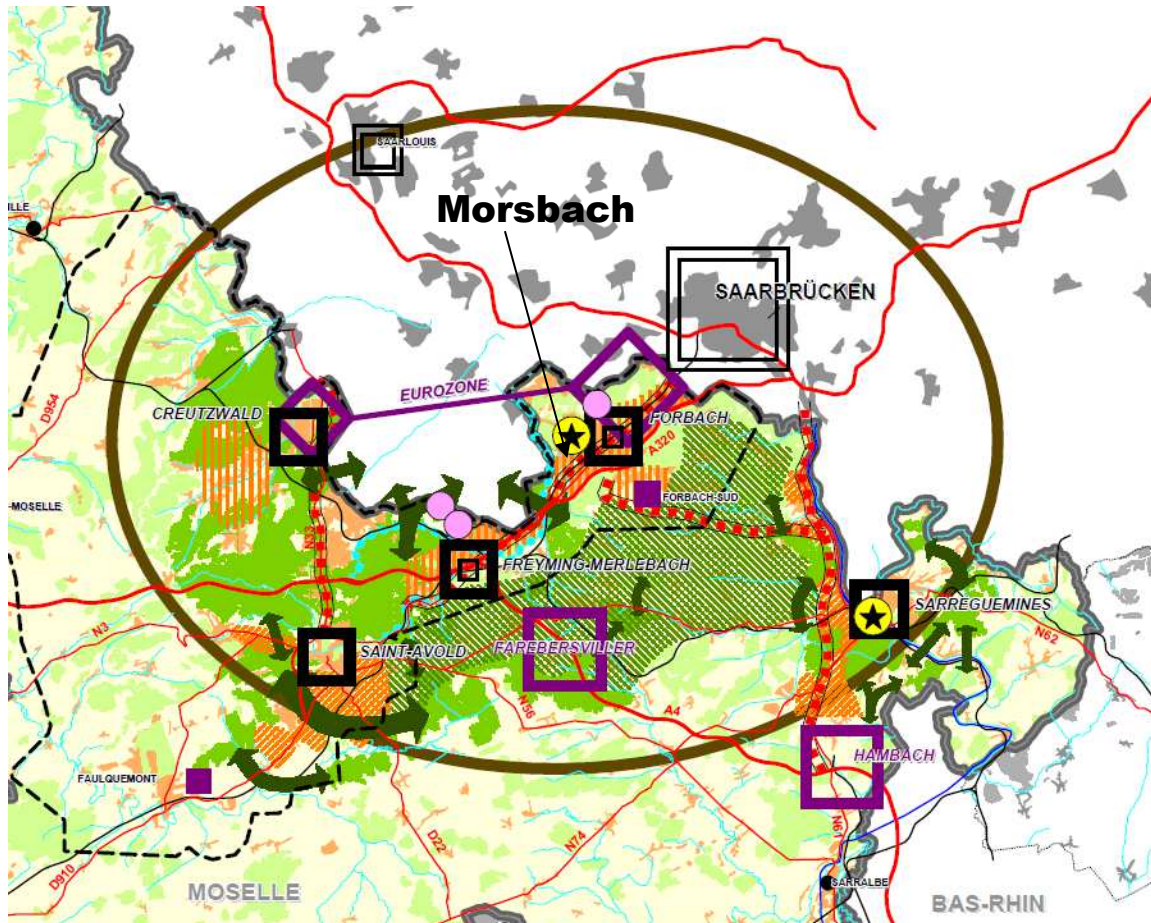 SAARLOUIS
Morsbach
ILLE
SAARBRÜCKEN
EUROZONE
D954
CREUTZWALD
FORBACH
A320
MOSELLE
FORBACH-SUD
N33
FREYMING-MERLEBACH
SARREGUEMINES
N3
N62
SAINT-AVOLD
FAREBERSVILLER
N56
A4
HAMBACH
FAULQUEMONT
N61
D22
N74
D910
SARRALBE
MOSELLE
BAS-RHIN